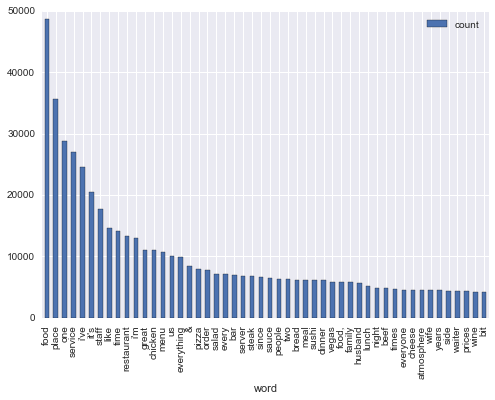 50000
40000
30000
20000
10000
0
count
food
place
one
service
i've
it's
staff
like
time
restaurant
i'm
great
chicken
menu
us
everything
&
pizza
order
salad
every
bar
server
steak
since
sauce
people
two
bread
meal
sushi
dinner
vegas
food,
family
husband
lunch
night
beef
times
everyone
cheese
atmosphere
wife
years
side
waiter
prices
wine
bit
word